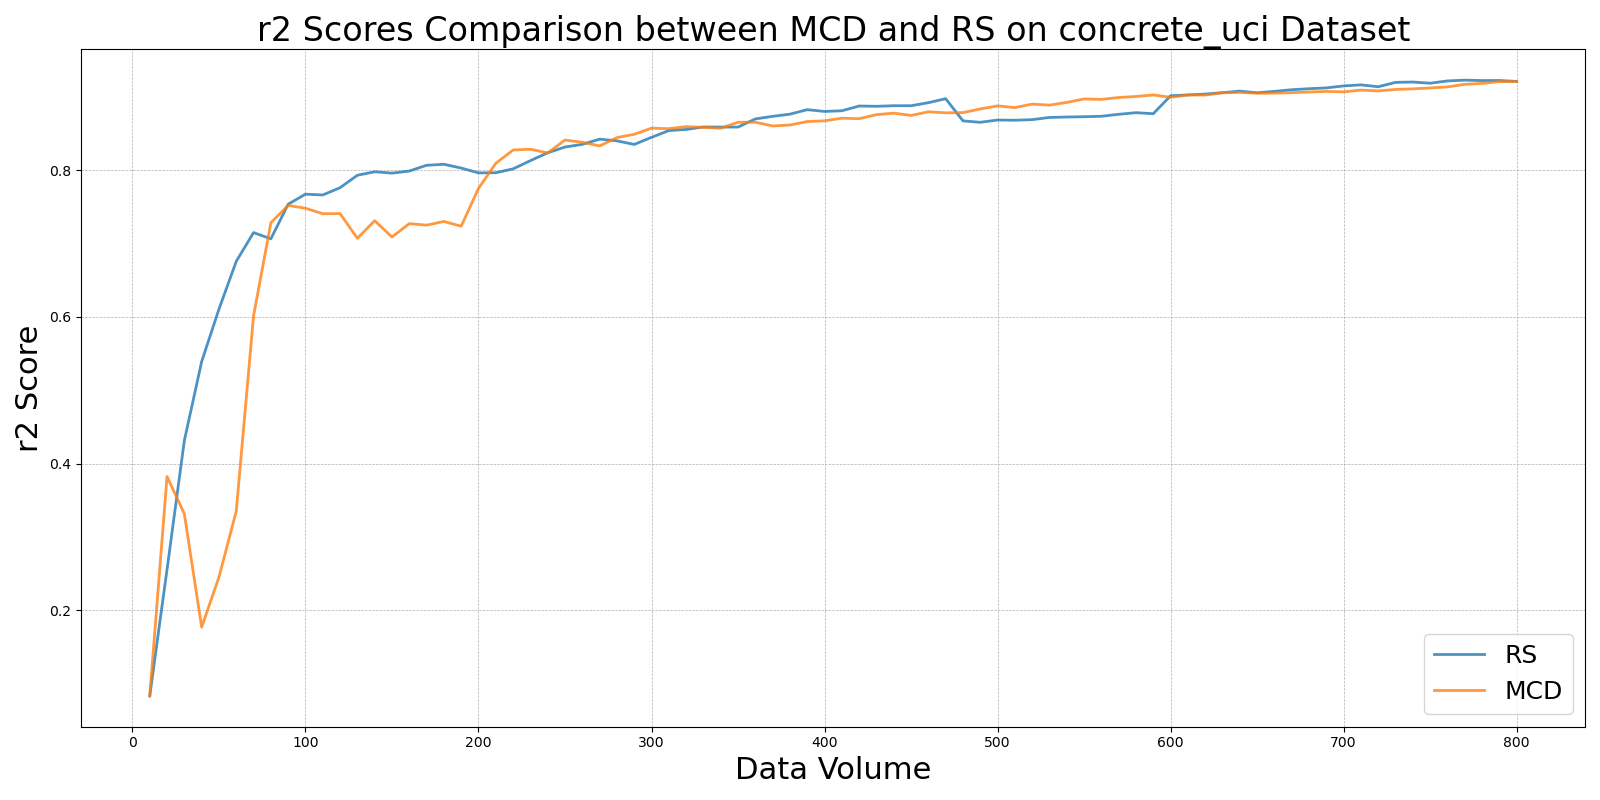 r2 Scores Comparison between MCD and RS on concrete_uci Dataset
r2 Score
0.8
0.6
0.4
0.2
0 100 200 300 400 500 600 700 800
Data Volume
RS
MCD